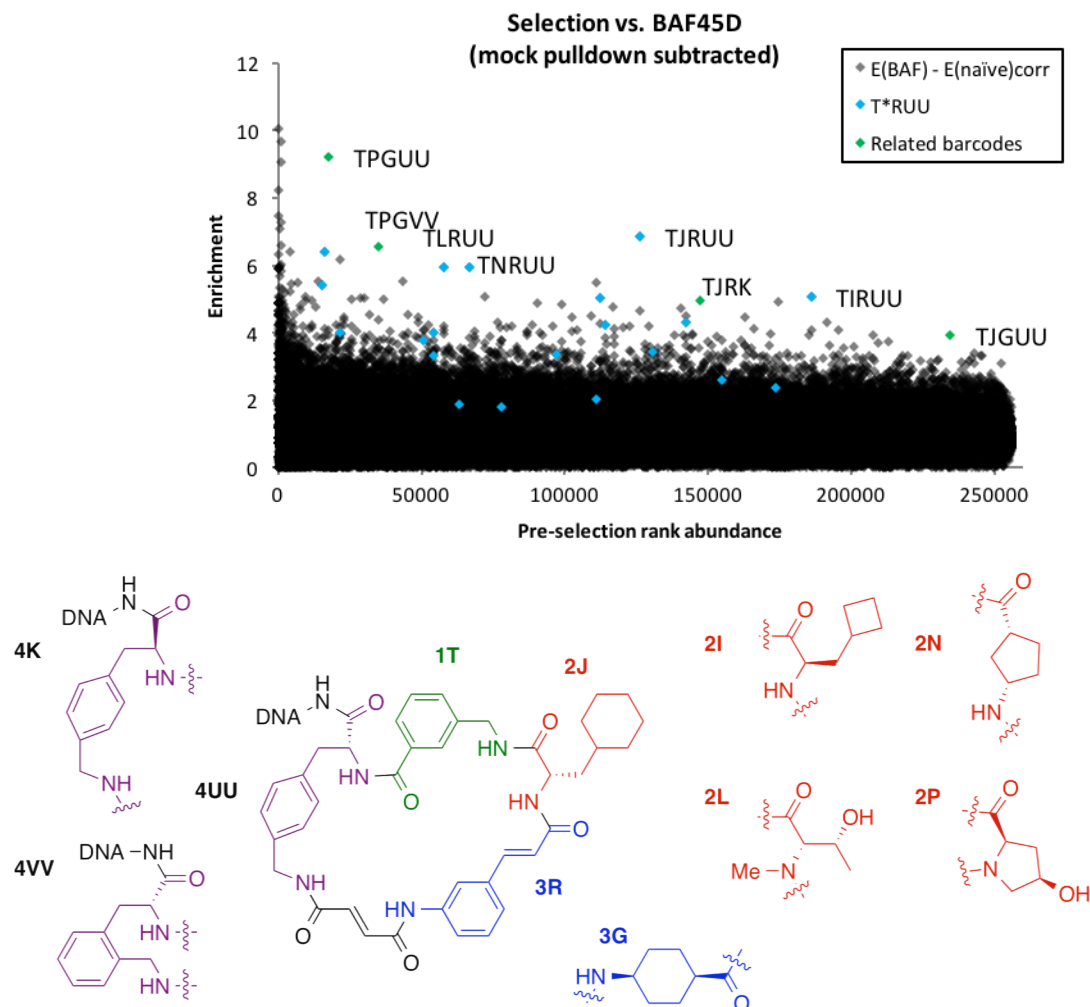 Selection vs. BAF45D
(mock pulldown subtracted)
12
10
8
6
4
2
0
Enrichment
E(BAF) - E(naïve)corr
T*RUU
Related barcodes
TPGUU
TPGVV
TLRUU
TNRUU
TJRUU
TJRK
TIRUU
TJGUU
0
50000
100000
150000
200000
250000
Pre-selection rank abundance
4K
H
DNA
N
O
HN
NH
1T
2J
H
DNA
N
O
NH
O
NH
O
HN
O
4UU
NH
O
HN
O
3R
4VV
DNA
NH
O
HN
HN
2I
O
HN
2N
O
HN
2L
O
OH
Me
N
2P
O
N
OH
3G
HN
O